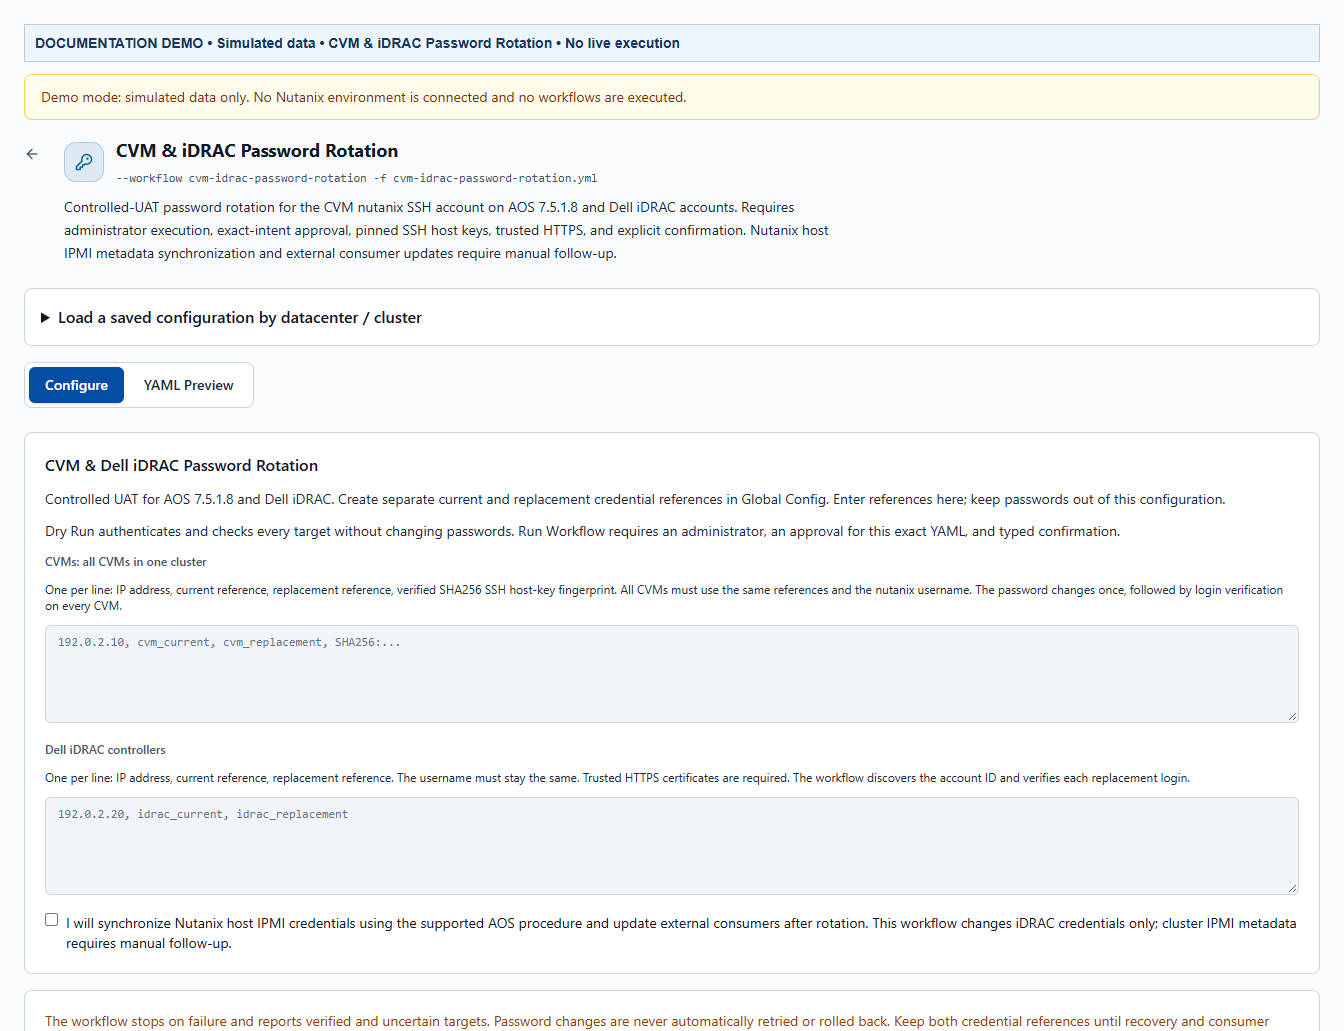 DOCUMENTATION DEMO • Simulated data • CVM & iDRAC Password Rotation • No live execution
Demo mode: simulated data only. No Nutanix environment is connected and no workflows are executed.
CVM & iDRAC Password Rotation
--workflow cvm-idrac-password-rotation -f cvm-idrac-password-rotation.yml
Controlled-UAT password rotation for the CVM nutanix SSH account on AOS 7.5.1.8 and Dell iDRAC accounts. Requires
administrator execution, exact-intent approval, pinned SSH host keys, trusted HTTPS, and explicit confirmation. Nutanix host
IPMI metadata synchronization and external consumer updates require manual follow-up.
Load a saved configuration by datacenter / cluster
Configure YAML Preview
CVM & Dell iDRAC Password Rotation
Controlled UAT for AOS 7.5.1.8 and Dell iDRAC. Create separate current and replacement credential references in Global Config. Enter references here; keep passwords out of this configuration.
Dry Run authenticates and checks every target without changing passwords. Run Workflow requires an administrator, an approval for this exact YAML, and typed confirmation.
CVMs: all CVMs in one cluster
One per line: IP address, current reference, replacement reference, verified SHA256 SSH host-key fingerprint. All CVMs must use the same references and the nutanix username. The password changes once, followed by login verification
on every CVM.
192.0.2.10, cvm_current, cvm_replacement, SHA256:...
Dell iDRAC controllers
One per line: IP address, current reference, replacement reference. The username must stay the same. Trusted HTTPS certificates are required. The workflow discovers the account ID and verifies each replacement login.
192.0.2.20, idrac_current, idrac_replacement
I will synchronize Nutanix host IPMI credentials using the supported AOS procedure and update external consumers after rotation. This workflow changes iDRAC credentials only; cluster IPMI metadata
requires manual follow-up.
The workflow stops on failure and reports verified and uncertain targets. Password changes are never automatically retried or rolled back. Keep both credential references until recovery and consumer